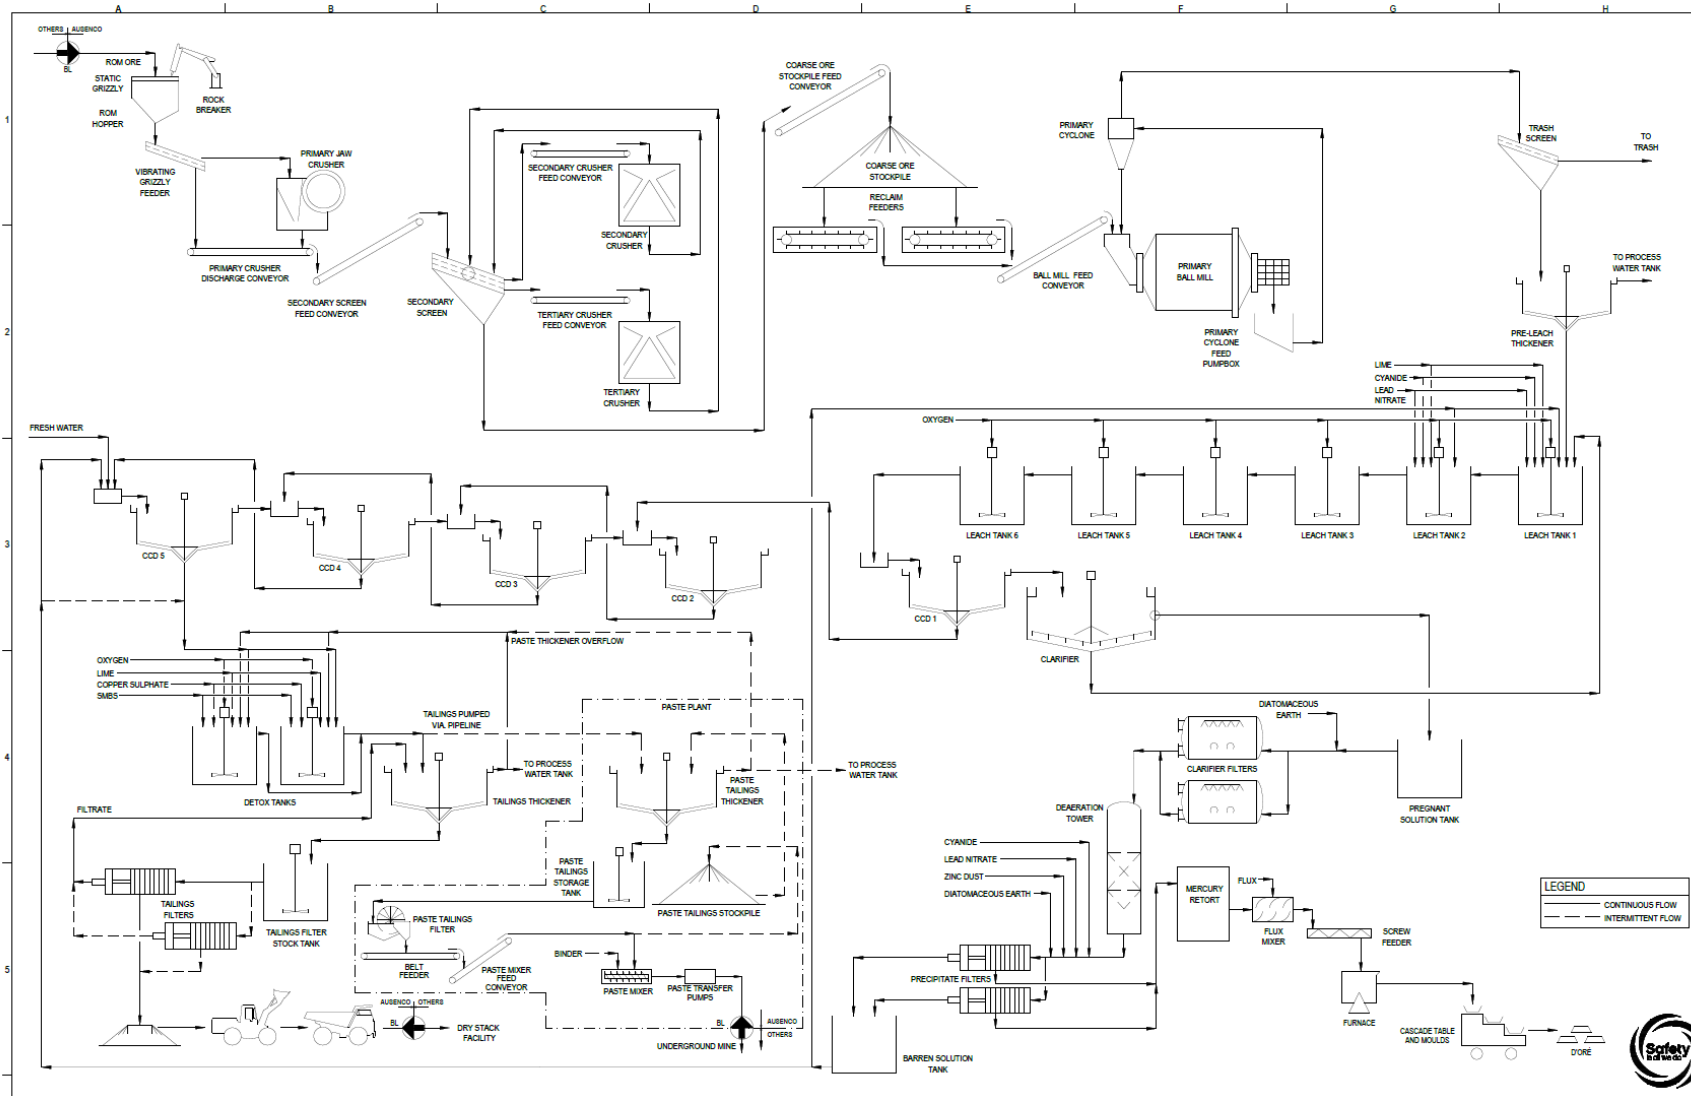 A B C D E F G H
OTHERS AUSENCO
BL
ROM ORE
STATIC
GRIZZLY
ROM
HOPPER
ROCK
BREAKER
VIBRATING
GRIZZLY
FEEDER
PRIMARY JAW
CRUSHER
PRIMARY CRUSHER
DISCHARGE CONVEYOR
SECONDARY SCREEN
FEED CONVEYOR
SECONDARY
SCREEN
SECONDARY CRUSHER
FEED CONVEYOR
SECONDARY
CRUSHER
TERTIARY CRUSHER
FEED CONVEYOR
TERTIARY
CRUSHER
COARSE ORE
STOCKPILE FEED
CONVEYOR
COARSE ORE
STOCKPILE
RECLAIM
FEEDERS
BALL MILL FEED
CONVEYOR
PRIMARY
CYCLONE
PRIMARY
BALL MILL
PRIMARY
CYCLONE
FEED
PUMPBOX
TRASH
SCREEN
TO
TRASH
TO PROCESS
WATER TANK
PRE-LEACH
THICKENER
1
2
3
4
5
LIME
CYANIDE
LEAD
NITRATE
OXYGEN
LEACH TANK 6
LEACH TANK 5
LEACH TANK 4
LEACH TANK 3
LEACH TANK 2
LEACH TANK 1
FRESH WATER
CCD 5
CCD 4
CCD 3
CCD 2
CCD 1
CLARIFIER
PASTE THICKENER OVERFLOW
OXYGEN
LIME
COPPER SULPHATE
SMBS
DETOX TANKS
TAILINGS PUMPED
VIA. PIPELINE
TO PROCESS
WATER TANK
TAILINGS THICKENER
PASTE PLANT
PASTE
TAILINGS
THICKENER
TO PROCESS
WATER TANK
DIATOMACEOUS
EARTH
CLARIFIER FILTERS
PREGNANT
SOLUTION TANK
DEAERATION
TOWER
FILTRATE
TAILINGS
FILTERS
TAILINGS FILTER
STOCK TANK
PASTE
TAILINGS
STORAGE
TANK
PASTE TAILINGS STOCKPILE
PASTE TAILINGS
FILTER
BELT
FEEDER
PASTE MIXER
FEED
CONVEYOR
BINDER
PASTE MIXER
PASTE TRANSFER
PUMPS
AUSENCO OTHERS
BL
DRY STACK
FACILITY
BL
AUSENCO
OTHERS
UNDERGROUND MINE
CYANIDE
LEAD NITRATE
ZINC DUST
DIATOMACEOUS EARTH
PRECIPITATE FILTERS
BARREN SOLUTION
TANK
MERCURY
RETORT
FLUX
FLUX
MIXER
SCREW
FEEDER
FURNACE
CASCADE TABLE
AND MOULDS
D'ORÉ
LEGEND
CONTINUOUS FLOW
INTERMITTENT FLOW
Safety
in all we do